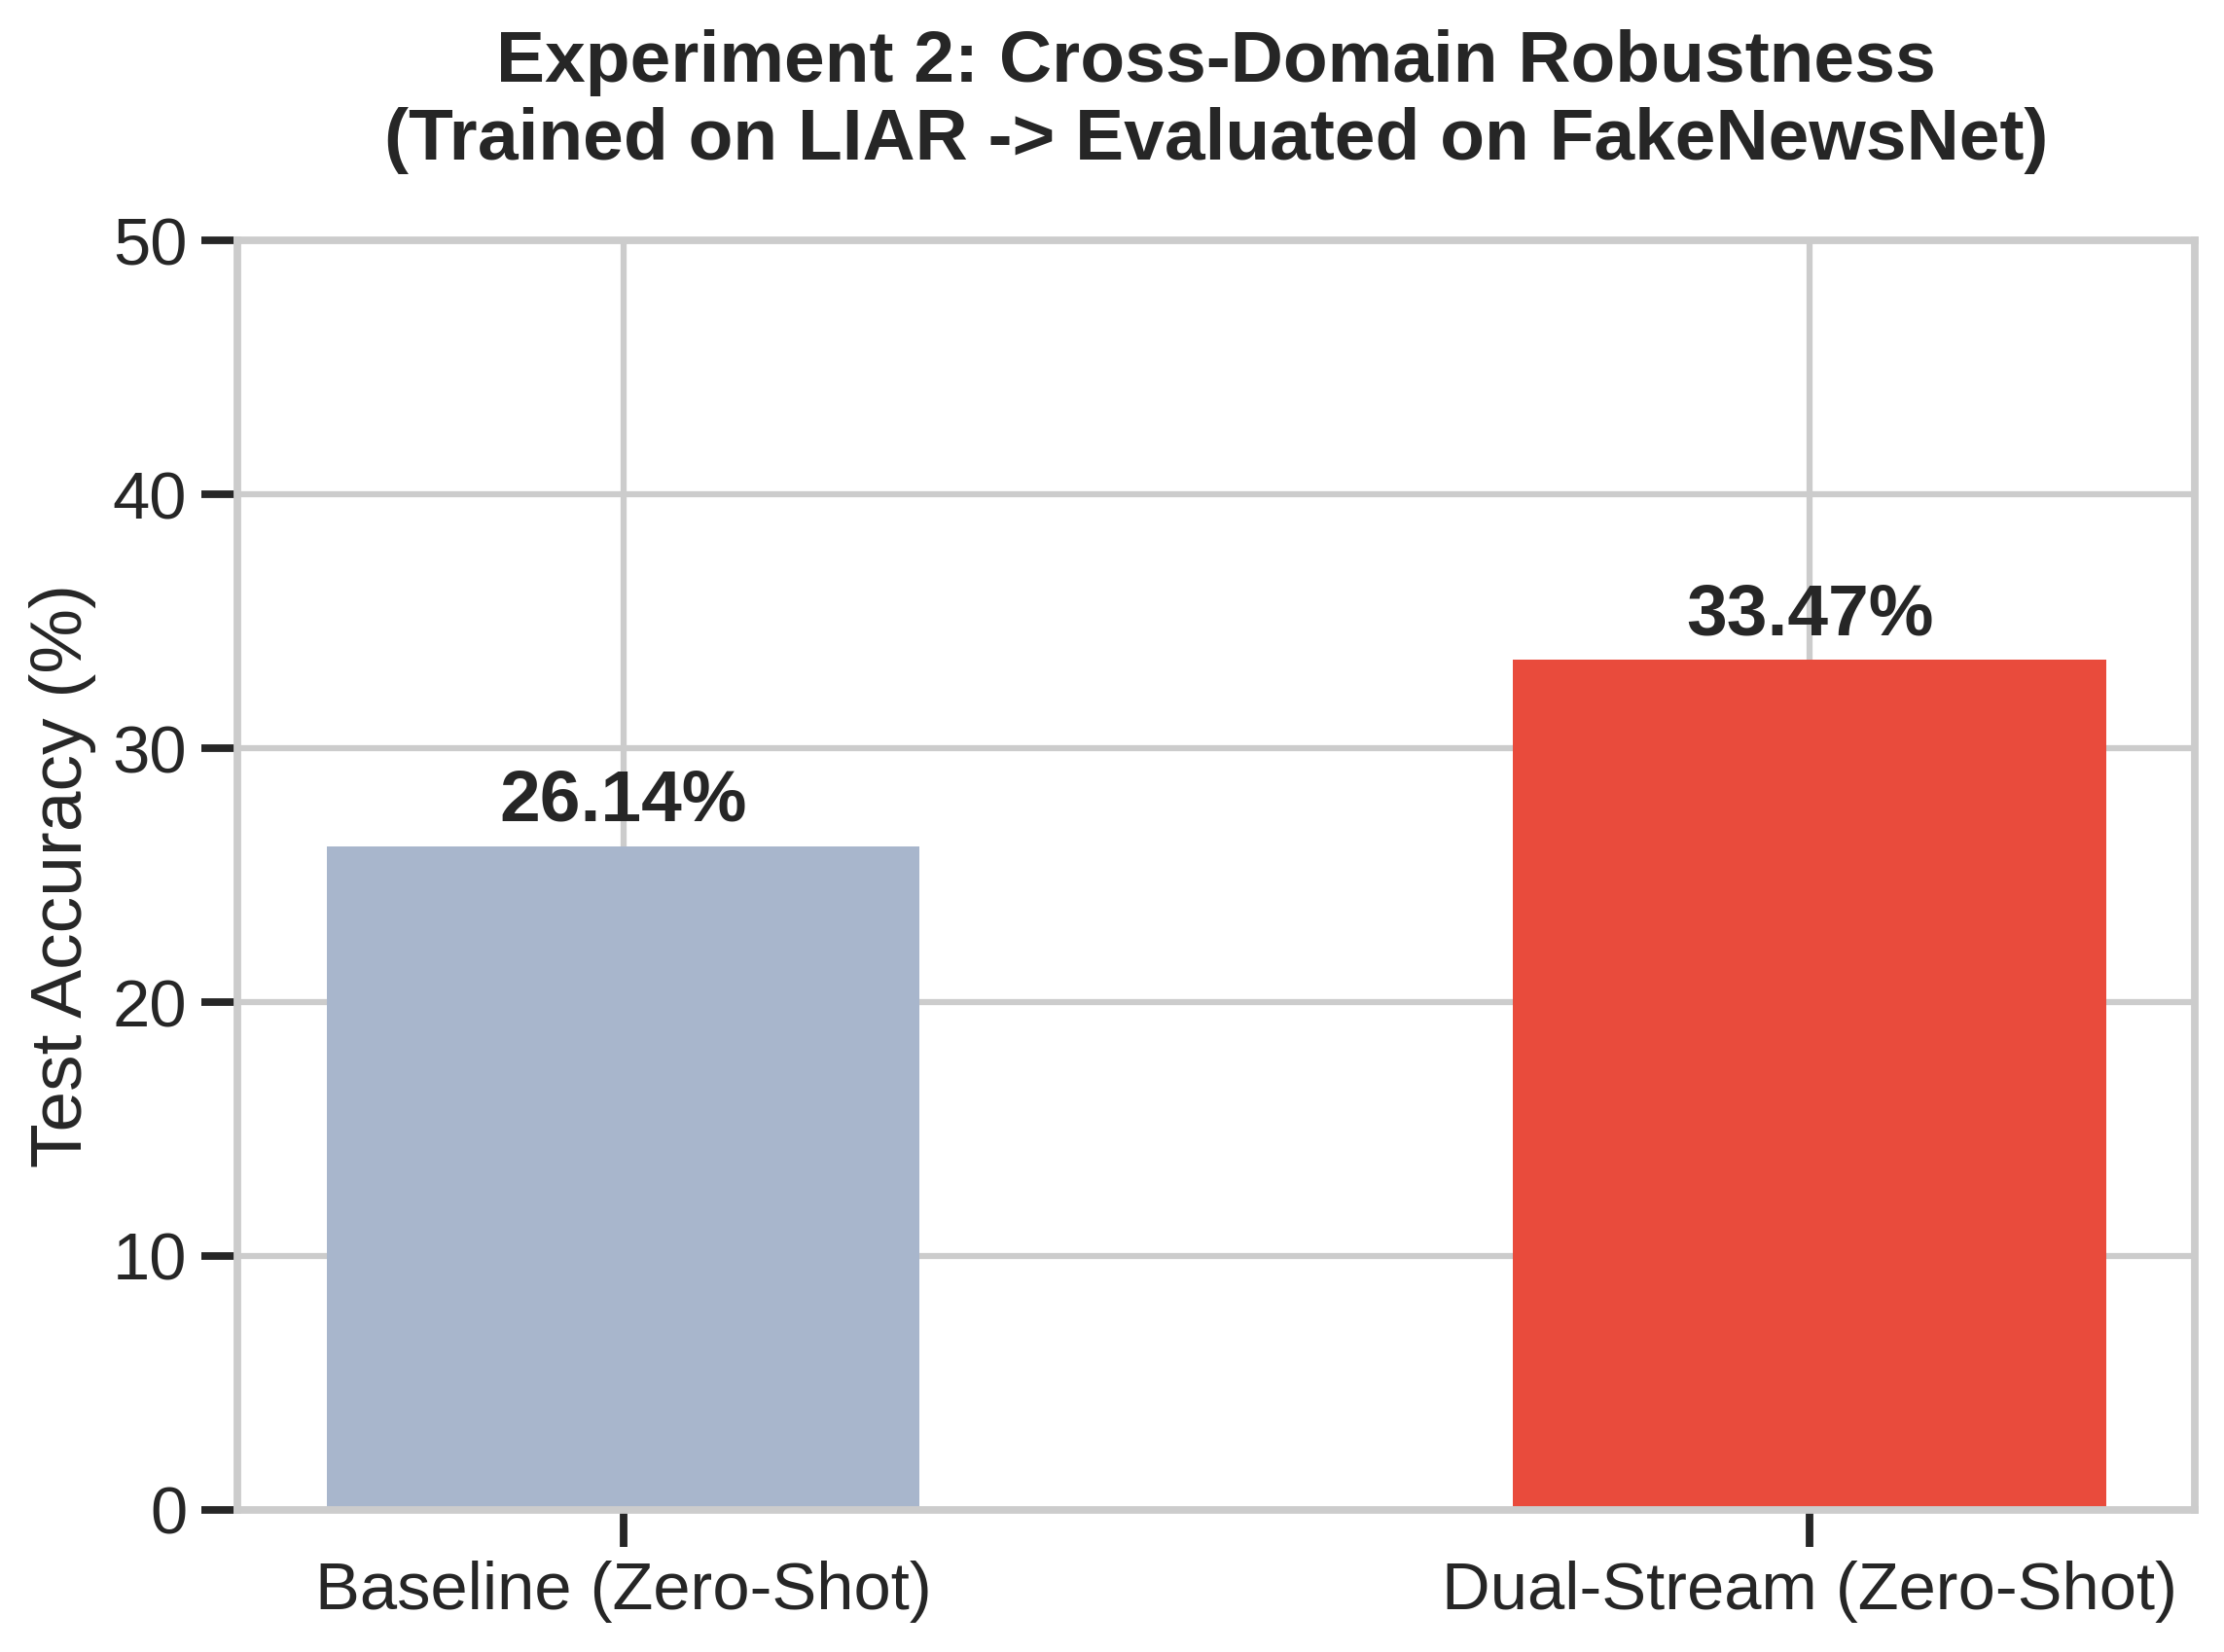 Experiment 2: Cross-Domain Robustness
(Trained on LIAR -> Evaluated on FakeNewsNet)
50
40
30
20
10
0
Test Accuracy (%)
26.14%
33.47%
Baseline (Zero-Shot)
Dual-Stream (Zero-Shot)